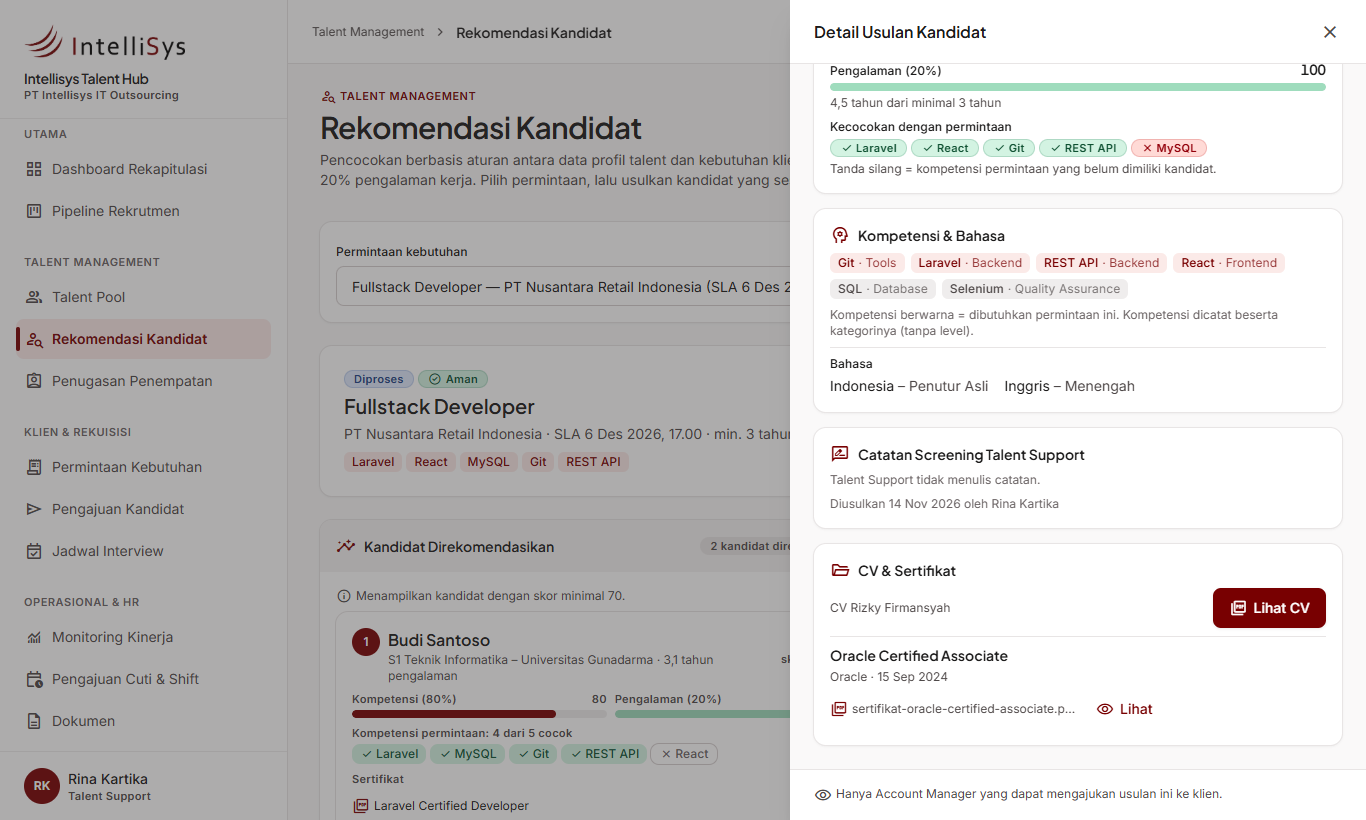 IntelliSys
Intellisys Talent Hub
PT Intellisys IT Outsourcing
UTAMA
Dashboard Rekapitulasi
Pipeline Rekrutmen
TALENT MANAGEMENT
Talent Pool
Rekomendasi Kandidat
Penugasan Penempatan
KLIEN & REKUISISI
Permintaan Kebutuhan
Pengajuan Kandidat
Jadwal Interview
OPERASIONAL & HR
Monitoring Kinerja
Pengajuan Cuti & Shift
Dokumen
RK
Rina Kartika
Talent Support
Talent Management > Rekomendasi Kandidat
TALENT MANAGEMENT
Rekomendasi Kandidat
Pencocokan berbasis aturan antara data profil talent dan kebutuhan
20% pengalaman kerja. Pilih permintaan, lalu usulkan kandidat yang
Permintaan kebutuhan
Fullstack Developer — PT Nusantara Retail Indonesia (SLA 6 Des
Diproses Aman
Fullstack Developer
PT Nusantara Retail Indonesia · SLA 6 Des 2026, 17.00 · min. 3
Laravel React MySQL Git REST API
Kandidat Direkomendasikan
2 kandidat
Menampilkan kandidat dengan skor minimal 70.
1
Budi Santoso
S1 Teknik Informatika – Universitas Gunadarma · 3,1 tahun
pengalaman
Kompetensi (80%) 80 Pengalaman (20%)
Kompetensi permintaan: 4 dari 5 cocok
✓ Laravel ✓ MySQL ✓ Git ✓ REST API ✕ React
Sertifikat
Laravel Certified Developer
Detail Usulan Kandidat
Pengalaman (20%) 100
4,5 tahun dari minimal 3 tahun
Kecocokan dengan permintaan
✓ Laravel ✓ React ✓ Git ✓ REST API ✕ MySQL
Tanda silang = kompetensi permintaan yang belum dimiliki kandidat.
Kompetensi & Bahasa
Git · Tools Laravel · Backend REST API · Backend React · Frontend
SQL · Database Selenium · Quality Assurance
Kompetensi berwarna = dibutuhkan permintaan ini. Kompetensi dicatat beserta
kategorinya (tanpa level).
Bahasa
Indonesia – Penutur Asli Inggris – Menengah
Catatan Screening Talent Support
Talent Support tidak menulis catatan.
Diusulkan 14 Nov 2026 oleh Rina Kartika
CV & Sertifikat
CV Rizky Firmansyah
Lihat CV
Oracle Certified Associate
Oracle · 15 Sep 2024
sertifikat-oracle-certified-associate.p...
Lihat
Hanya Account Manager yang dapat mengajukan usulan ini ke klien.